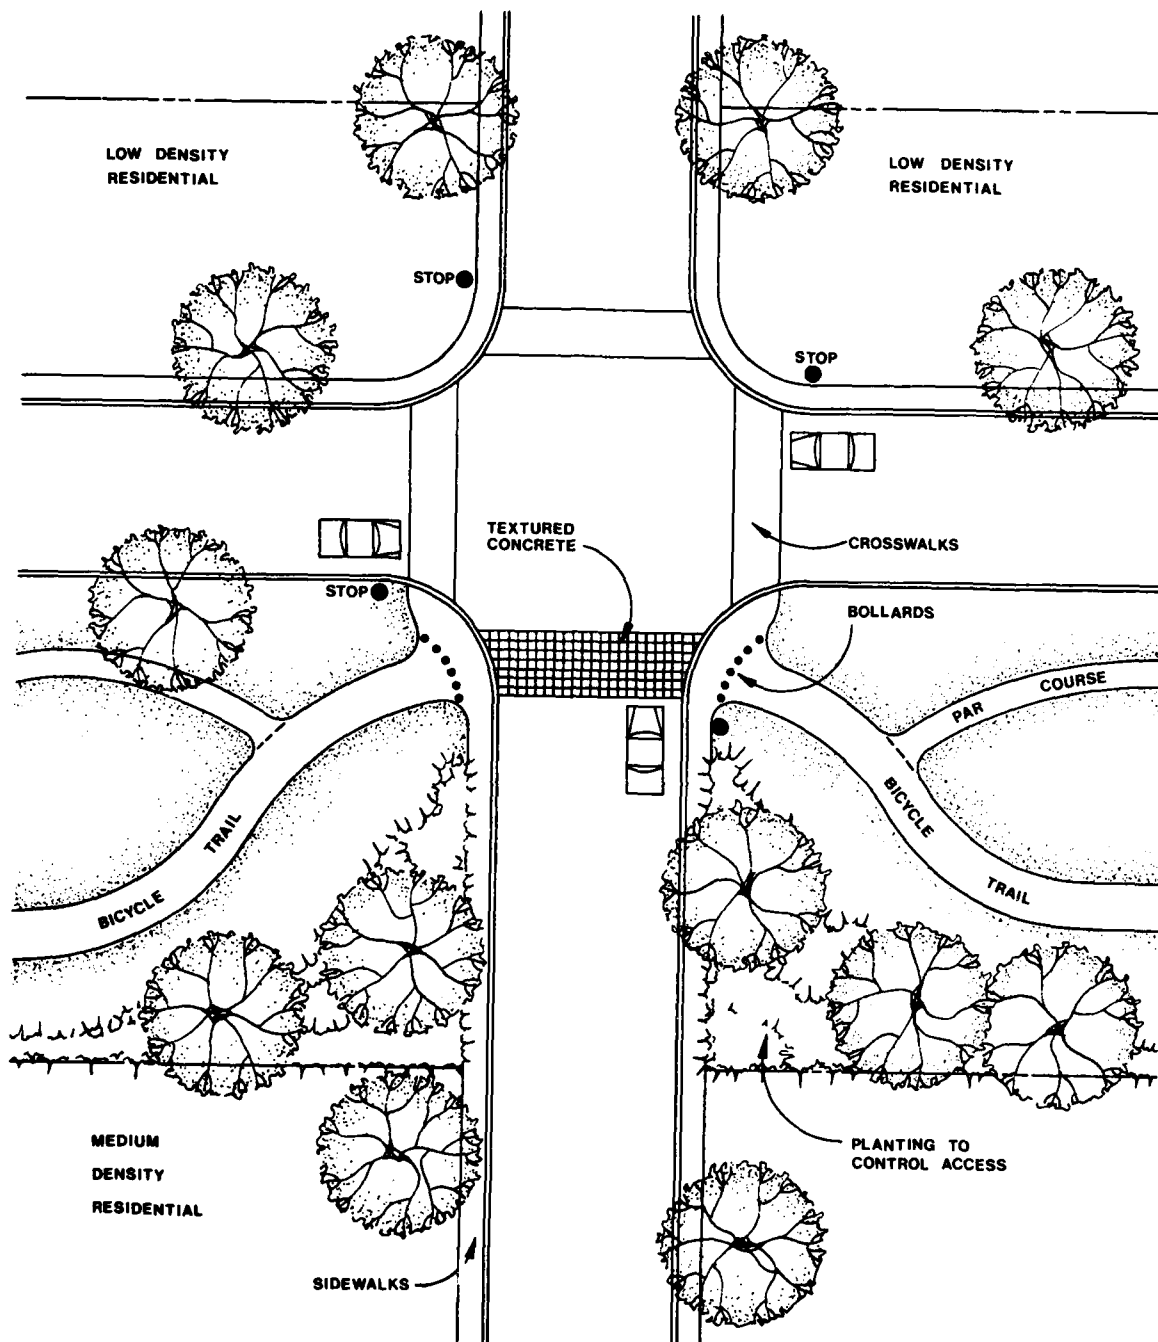 LOW DENSITY
RESIDENTIAL
LOW DENSITY
RESIDENTIAL
STOP
STOP
TEXTURED
CONCRETE
CROSSWALKS
STOP
BOLLARDS
PAR COURSE
BICYCLE TRAIL
BICYCLE TRAIL
MEDIUM
DENSITY
RESIDENTIAL
PLANTING TO
CONTROL ACCESS
SIDEWALKS